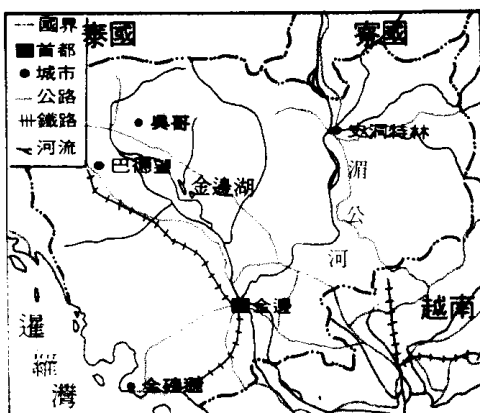 國界
首都
城市
公路
鐵路
河流
泰國
寮國
吳哥
巴德望
金邊湖
湄公河
金邊
越南
暹羅灣